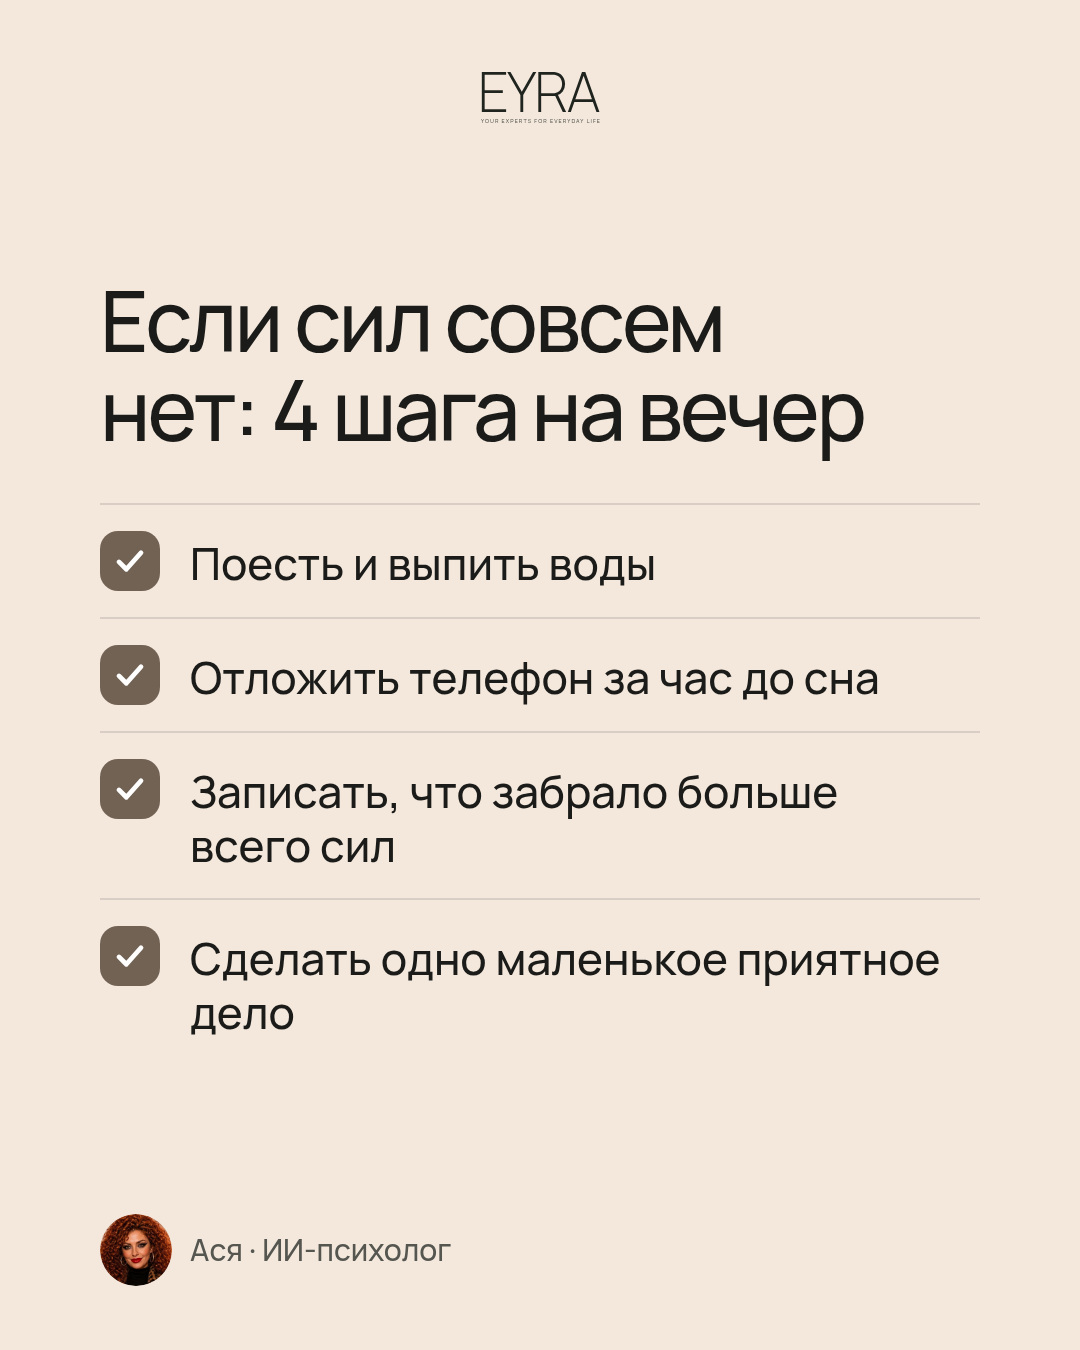 EYRA
YOUR EXPERTS FOR EVERYDAY LIFE
Если сил совсем
нет: 4 шага на вечер
Поесть и выпить воды
Отложить телефон за час до сна
Записать, что забрало больше
всего сил
Сделать одно маленькое приятное
дело
Ася · ИИ-психолог